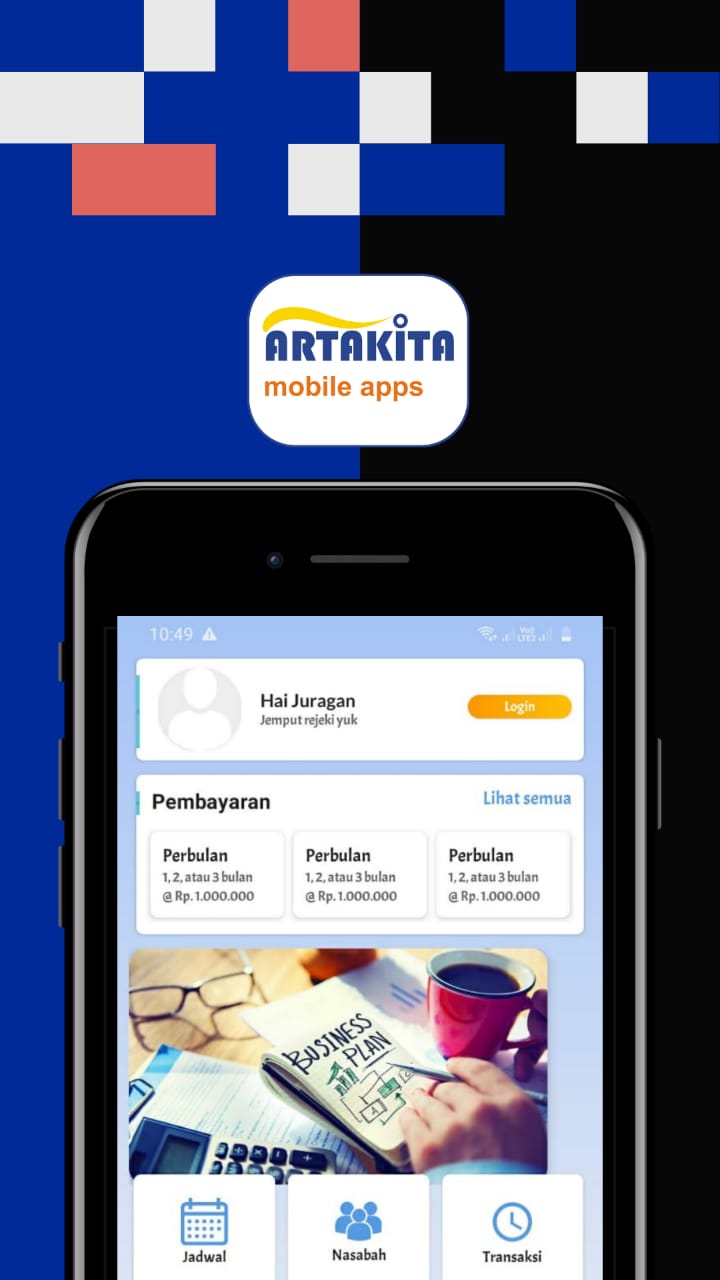 ARTAKITA
mobile apps
10:49
VoII
LTE2
Hai Juragan
Jemput rejeki yuk
Login
Pembayaran
Lihat semua
Perbulan
1, 2, atau 3 bulan
@ Rp. 1.000.000
Perbulan
1, 2, atau 3 bulan
@ Rp. 1.000.000
Perbulan
1, 2, atau 3 bulan
@ Rp. 1.000.000
BUSINESS
PLAN
Jadwal
Nasabah
Transaksi